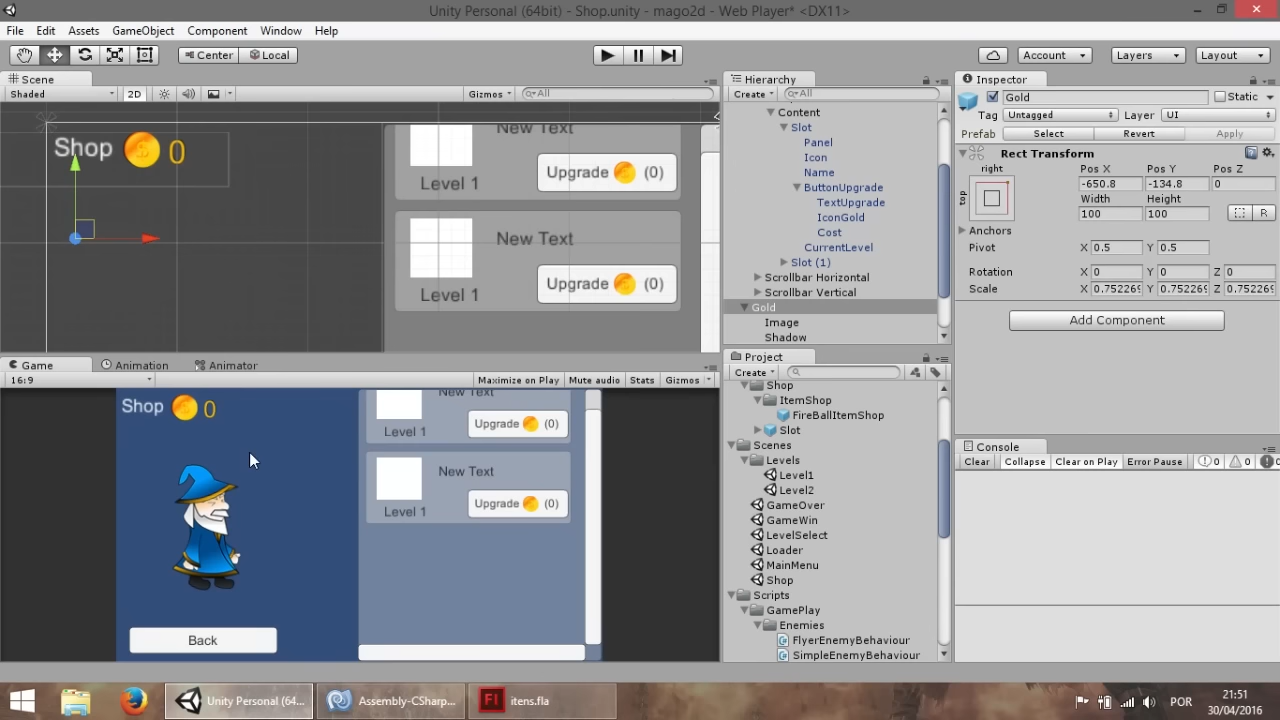 Unity Personal (64bit) - Shop.unity - mago2d - Web Player* <DX11>
File Edit Assets GameObject Component Window Help
Center Local Account Layers Layout
Scene
Shaded 2D Gizmos All
Shop 0
New Text
Upgrade (0)
Level 1
New Text
Upgrade (0)
Level 1
Game Animation Animator
16:9 Maximize on Play Mute audio Stats Gizmos
Shop 0
New Text
Upgrade (0)
Level 1
New Text
Upgrade (0)
Level 1
Back
Hierarchy
Create All
Content
Slot
Panel
Icon
Name
ButtonUpgrade
TextUpgrade
IconGold
Cost
CurrentLevel
Slot (1)
Scrollbar Horizontal
Scrollbar Vertical
Gold
Image
Shadow
Project
Create
Shop
ItemShop
FireBallItemShop
Slot
Scenes
Levels
Level1
Level2
GameOver
GameWin
LevelSelect
Loader
MainMenu
Shop
Scripts
GamePlay
Enemies
FlyerEnemyBehaviour
SimpleEnemyBehaviour
Inspector
Gold Static
Tag Untagged Layer UI
Prefab Select Revert Apply
Rect Transform
right Pos X Pos Y Pos Z
top -650.8 -134.8 0
Width Height
100 100 R
Anchors
Pivot X 0.5 Y 0.5
Rotation X 0 Y 0 Z 0
Scale X 0.752269 Y 0.752269 Z 0.752269
Add Component
Console
Clear Collapse Clear on Play Error Pause 0 0 0
Unity Personal (64... Assembly-CSharp... Fl itens.fla
POR 21:51
30/04/2016